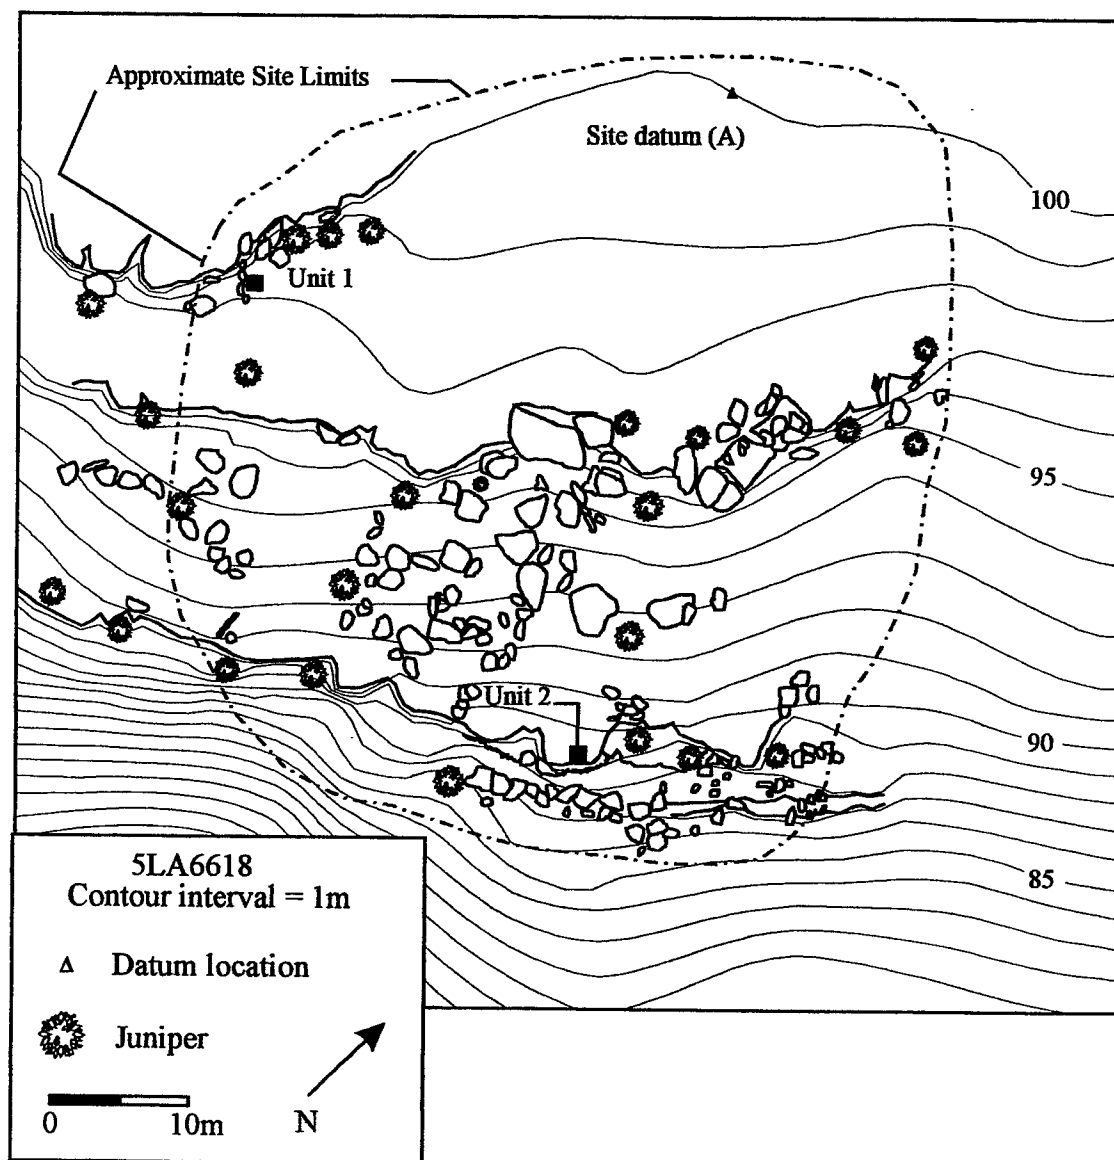 Approximate Site Limits
Site datum (A)
100
Unit 1
95
Unit 2
90
85
5LA6618
Contour interval = 1m
Datum location
Juniper
0 10m
N